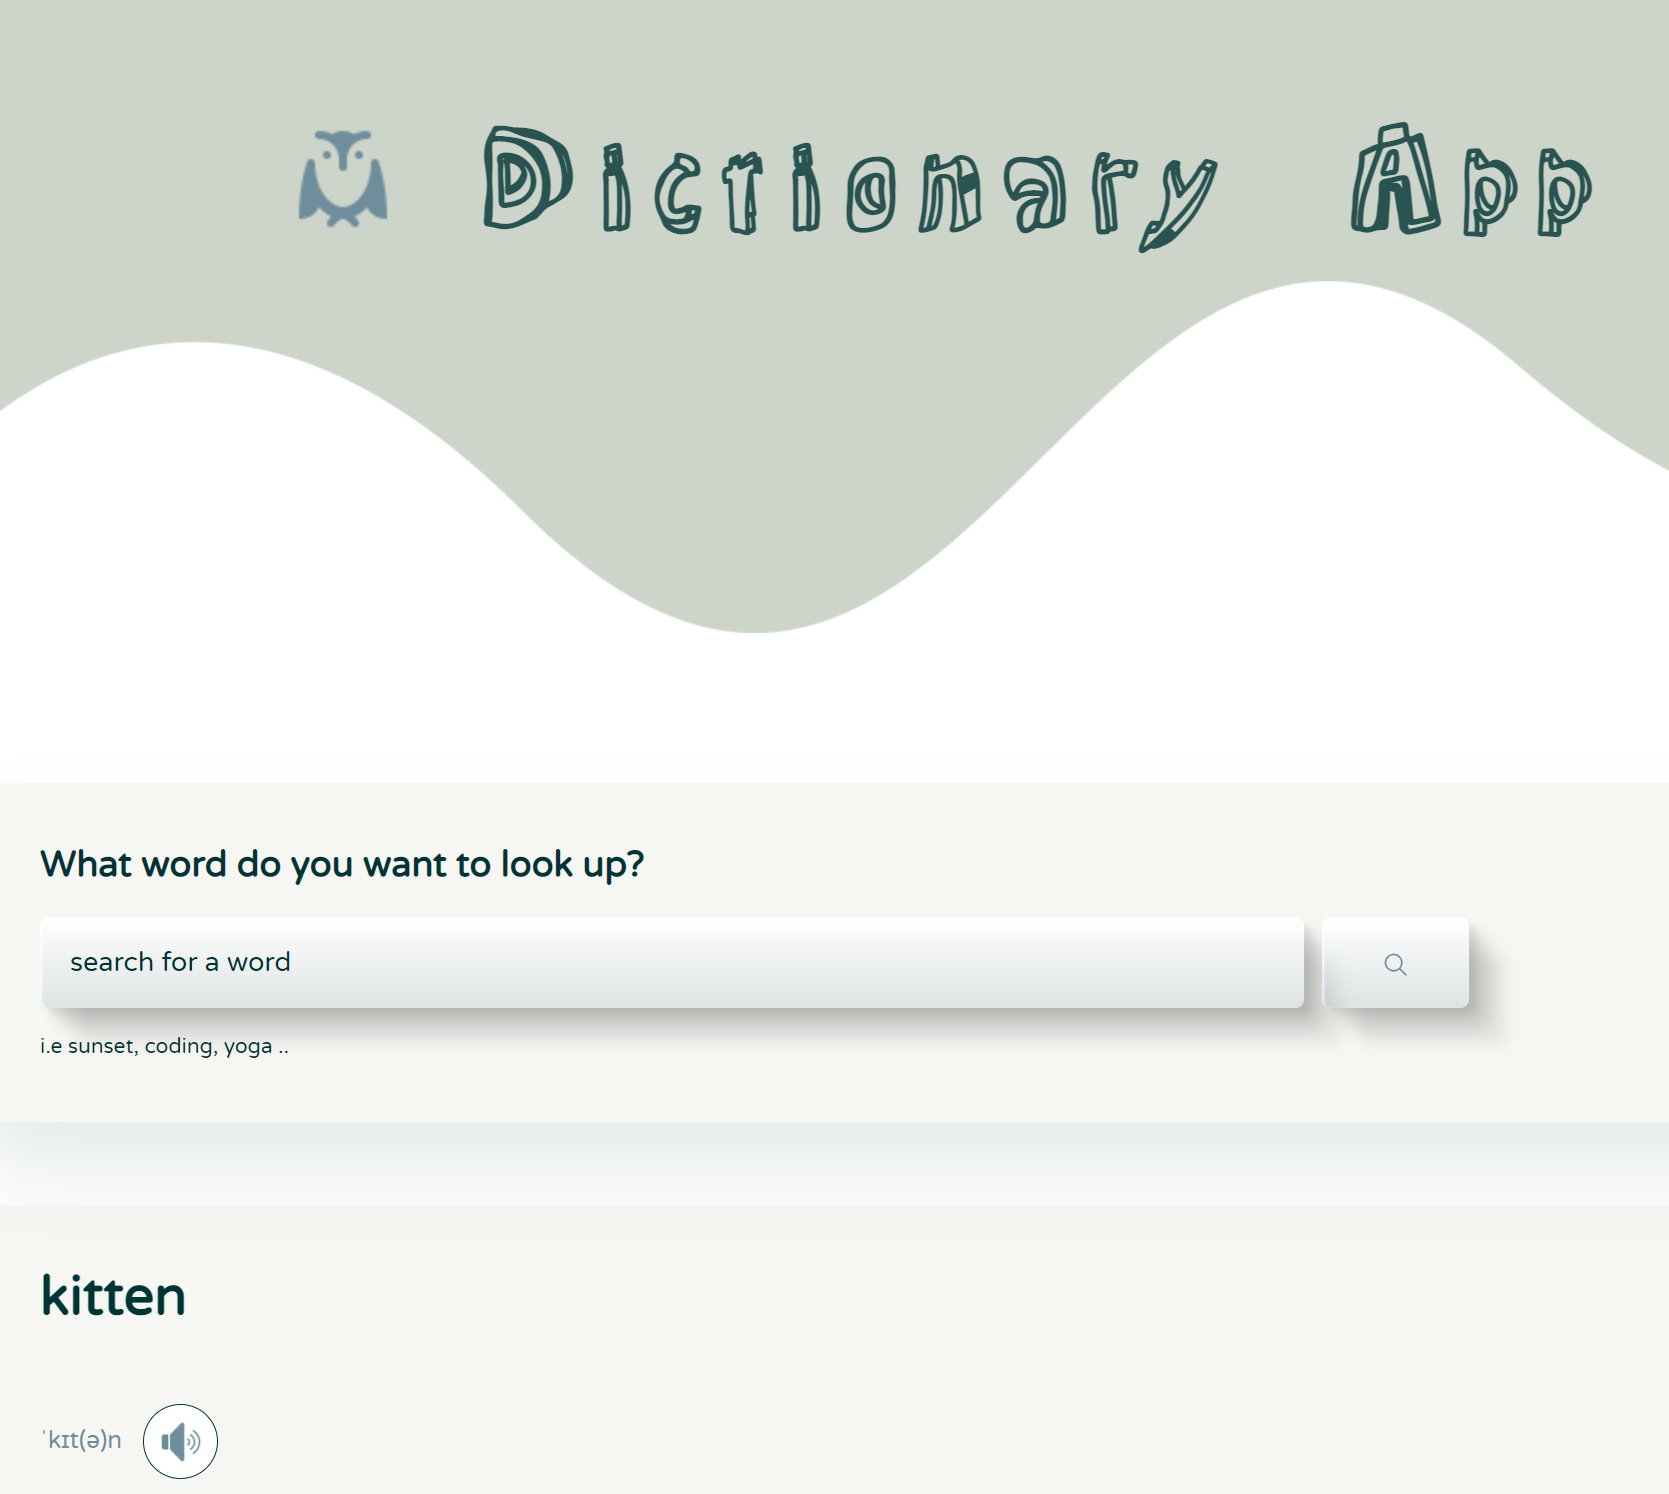 Dictionary App
What word do you want to look up?
search for a word
i.e sunset, coding, yoga ..
kitten
ˈkɪt(ə)n